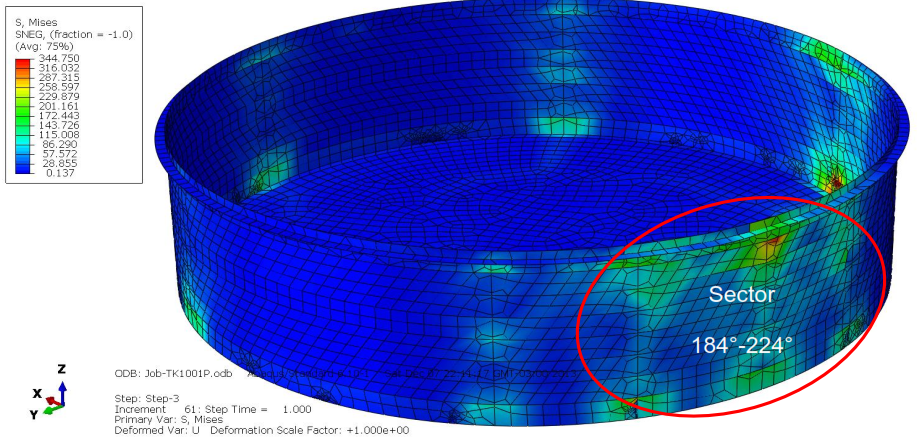 S, Mises
SNEG, (fraction = -1.0)
(Avg: 75%)
344.750
316.032
287.315
258.597
229.879
201.161
172.443
143.726
115.008
86.290
57.572
28.855
0.137
Sector
184°-224°
ODB: Job-TK1001P.odb
Z
X
Y
Step: Step-3
Increment 61: Step Time = 1.000
Primary Var: S, Mises
Deformed Var: U Deformation Scale Factor: +1.000e+00